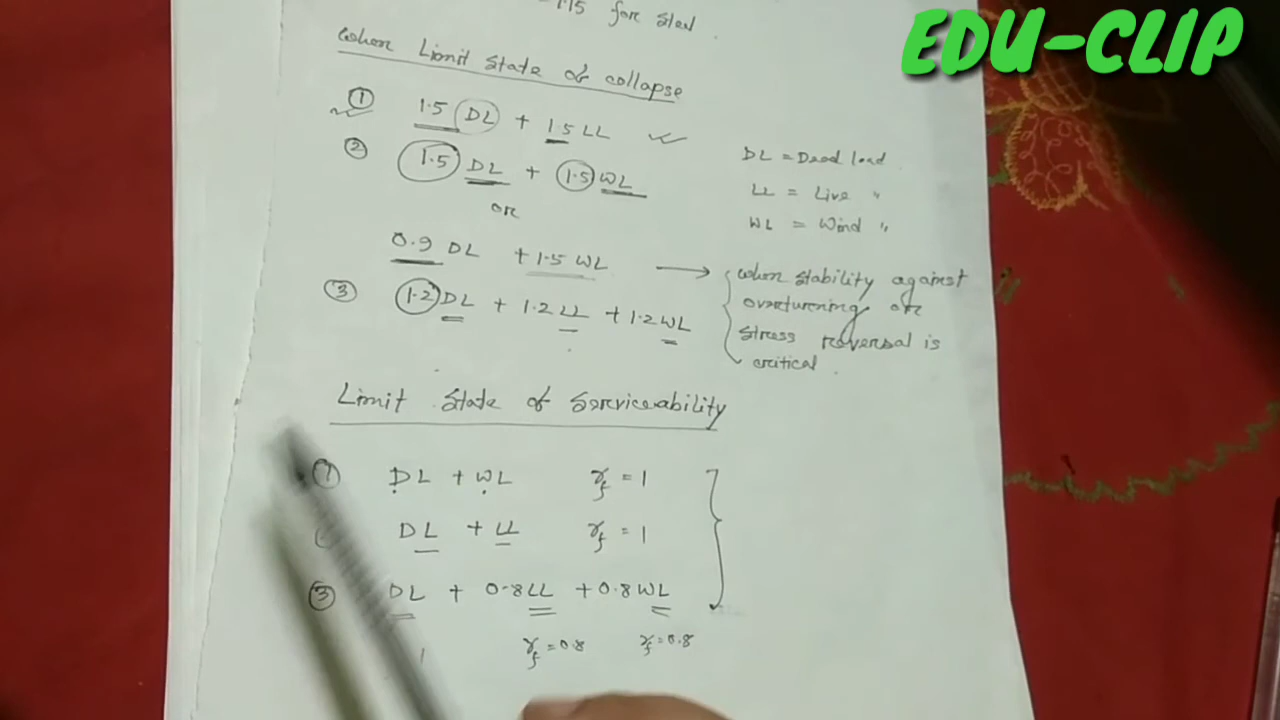 1.15 for steel.
EDU-CLIP
When Limit State of collapse
① 1.5 DL + 1.5 LL
② 1.5 DL + 1.5 WL
or
0.9 DL + 1.5 WL → when stability against
overturning or
stress reversal is
critical.
DL = Dead load.
LL = Live "
WL = Wind "
③ 1.2 DL + 1.2 LL + 1.2 WL
Limit State of Serviceability
① DL + WL γf = 1
DL + LL γf = 1
③ DL + 0.8 LL + 0.8 WL
1 γf = 0.8 γf = 0.8